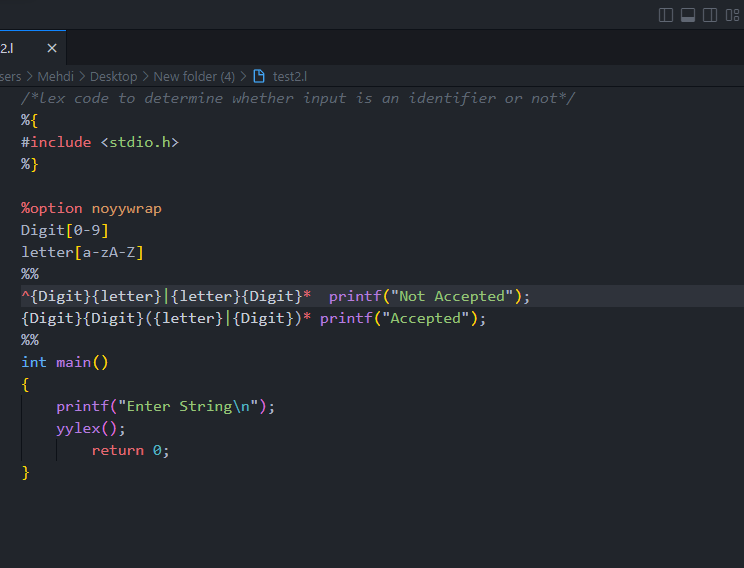 2.l ×
sers > Mehdi > Desktop > New folder (4) > test2.l
/*lex code to determine whether input is an identifier or not*/
%{
#include <stdio.h>
%}
%option noyywrap
Digit[0-9]
letter[a-zA-Z]
%%
^{Digit}{letter}|{letter}{Digit}*  printf("Not Accepted");
{Digit}{Digit}({letter}|{Digit})* printf("Accepted");
%%
int main()
{
    printf("Enter String\n");
    yylex();
        return 0;
}